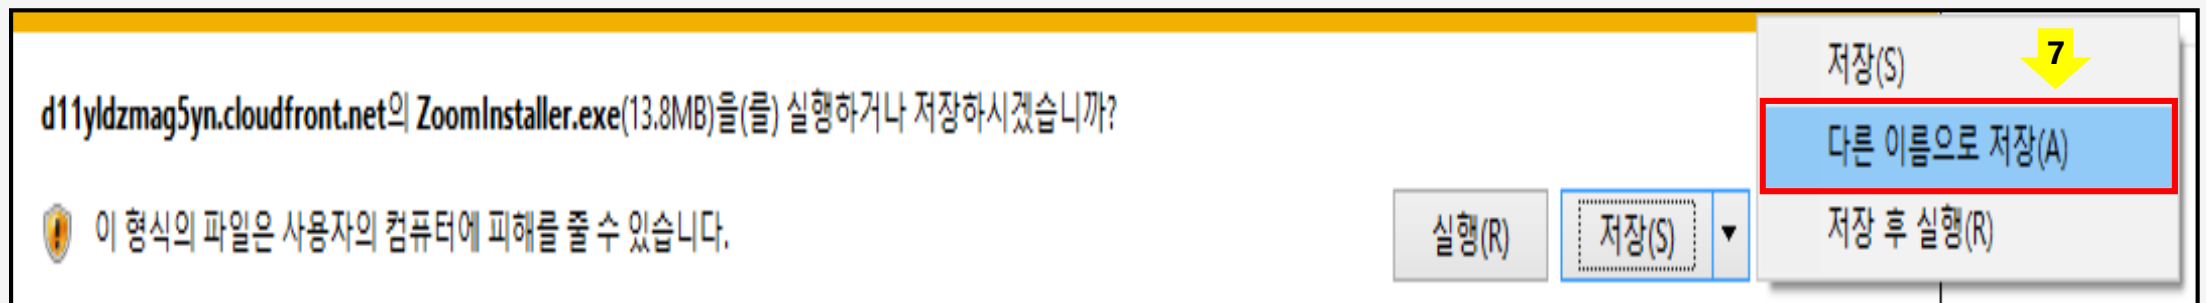 d11yldzmag5yn.cloudfront.net의 ZoomInstaller.exe(13.8MB)을(를) 실행하거나 저장하시겠습니까?
이 형식의 파일은 사용자의 컴퓨터에 피해를 줄 수 있습니다.
실행(R)
저장(S)
저장(S)
7
다른 이름으로 저장(A)
저장 후 실행(R)